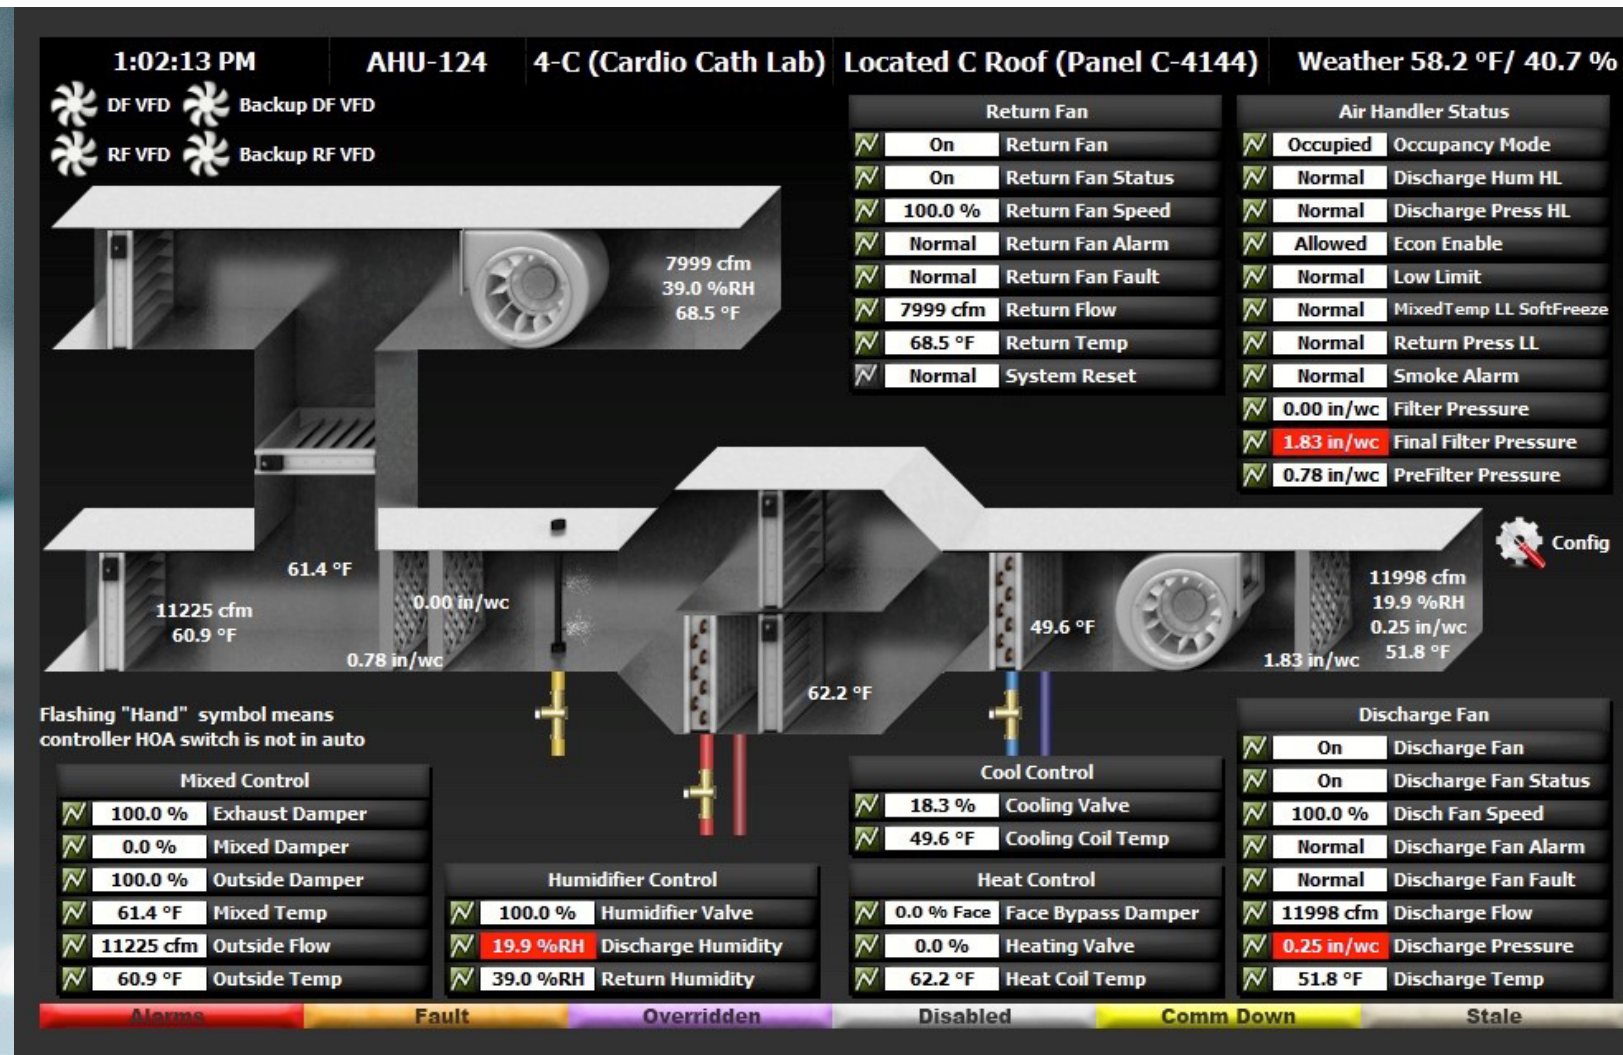 1:02:13 PM AHU-124 4-C (Cardio Cath Lab) Located C Roof (Panel C-4144) Weather 58.2 °F/ 40.7 %
DF VFD Backup DF VFD
RF VFD Backup RF VFD
7999 cfm
39.0 %RH
68.5 °F
Return Fan
On Return Fan
On Return Fan Status
100.0 % Return Fan Speed
Normal Return Fan Alarm
Normal Return Fan Fault
7999 cfm Return Flow
68.5 °F Return Temp
Normal System Reset
Air Handler Status
Occupied Occupancy Mode
Normal Discharge Hum HL
Normal Discharge Press HL
Allowed Econ Enable
Normal Low Limit
Normal MixedTemp LL SoftFreeze
Normal Return Press LL
Normal Smoke Alarm
0.00 in/wc Filter Pressure
1.83 in/wc Final Filter Pressure
0.78 in/wc PreFilter Pressure
Config
61.4 °F
11225 cfm
60.9 °F
0.00 in/wc
0.78 in/wc
62.2 °F
49.6 °F
1.83 in/wc
11998 cfm
19.9 %RH
0.25 in/wc
51.8 °F
Flashing "Hand" symbol means
controller HOA switch is not in auto
Mixed Control
100.0 % Exhaust Damper
0.0 % Mixed Damper
100.0 % Outside Damper
61.4 °F Mixed Temp
11225 cfm Outside Flow
60.9 °F Outside Temp
Humidifier Control
100.0 % Humidifier Valve
19.9 %RH Discharge Humidity
39.0 %RH Return Humidity
Cool Control
18.3 % Cooling Valve
49.6 °F Cooling Coil Temp
Heat Control
0.0 % Face Face Bypass Damper
0.0 % Heating Valve
62.2 °F Heat Coil Temp
Discharge Fan
On Discharge Fan
On Discharge Fan Status
100.0 % Disch Fan Speed
Normal Discharge Fan Alarm
Normal Discharge Fan Fault
11998 cfm Discharge Flow
0.25 in/wc Discharge Pressure
51.8 °F Discharge Temp
Alarms Fault Overridden Disabled Comm Down Stale